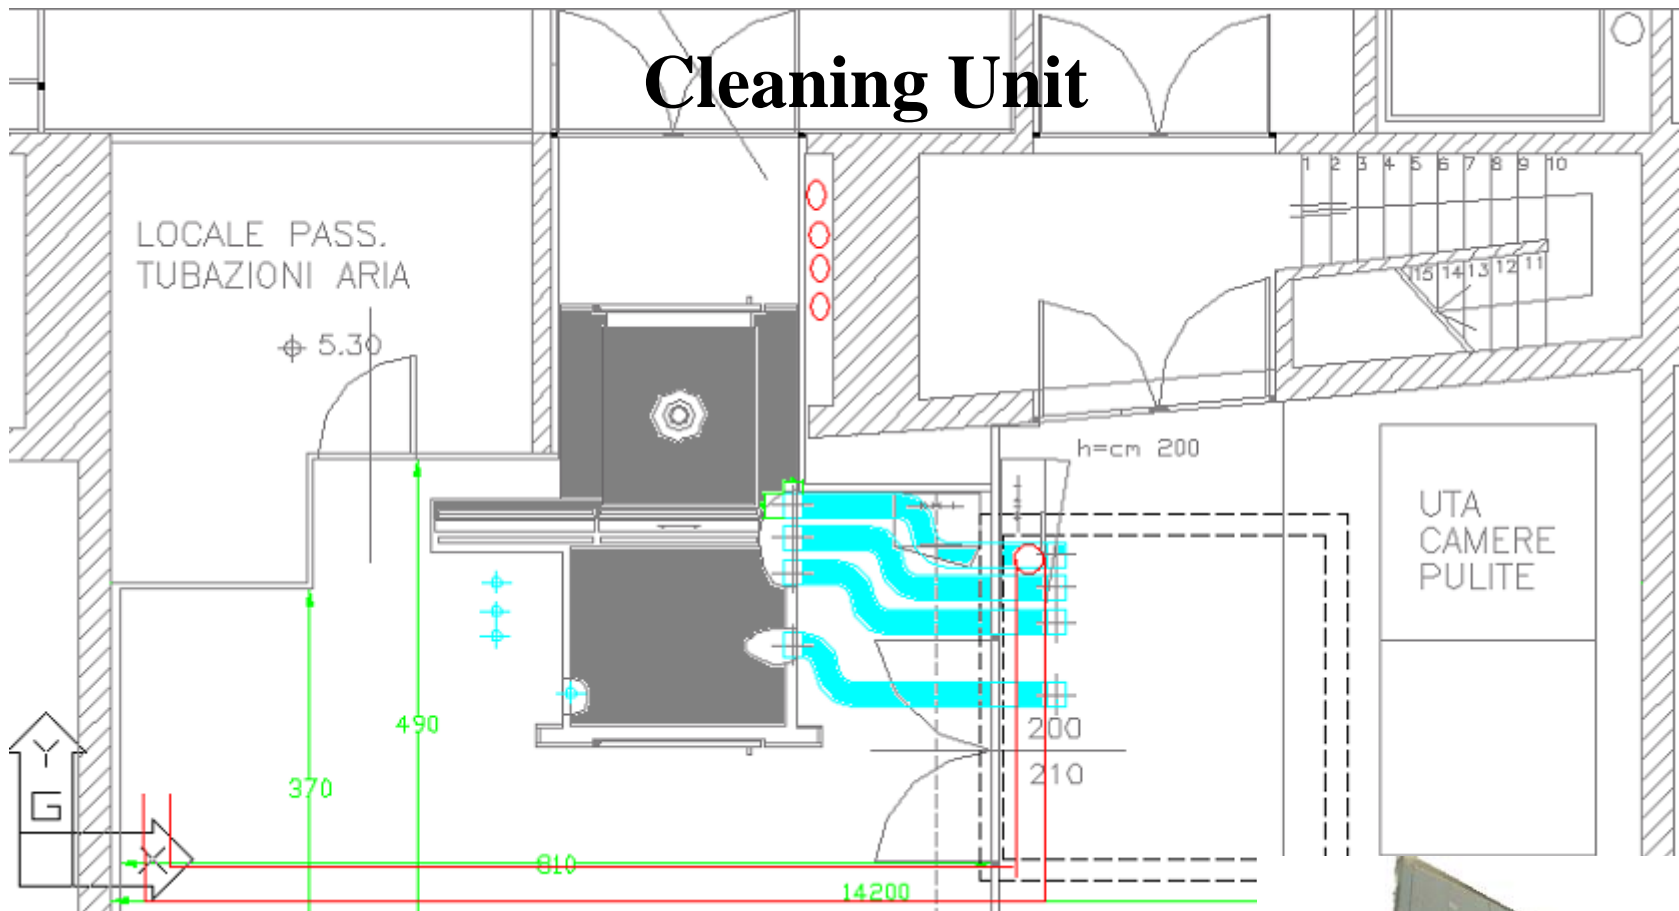 Cleaning Unit
1 2 3 4 5 6 7 8 9 10
LOCALE PASS.
TUBAZIONI ARIA
15 14 13 12 11
5.30
h=cm 200
UTA
CAMERE
PULITE
490
200
210
370
Y
G
X
810
14200